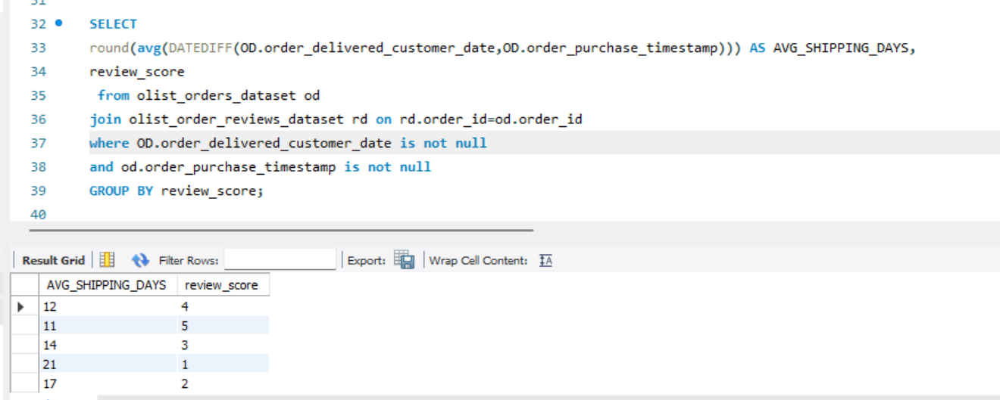 31
32 SELECT
33 round(avg(DATEDIFF(OD.order_delivered_customer_date,OD.order_purchase_timestamp))) AS AVG_SHIPPING_DAYS,
34 review_score
35 from olist_orders_dataset od
36 join olist_order_reviews_dataset rd on rd.order_id=od.order_id
37 where OD.order_delivered_customer_date is not null
38 and od.order_purchase_timestamp is not null
39 GROUP BY review_score;
40
Result Grid Filter Rows: Export: Wrap Cell Content: IA
AVG_SHIPPING_DAYS review_score
12 4
11 5
14 3
21 1
17 2